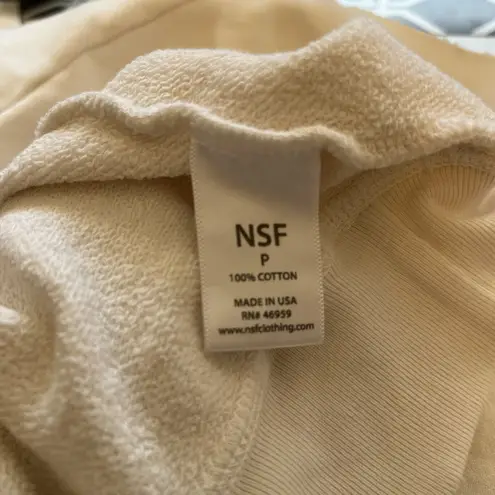 NSF
P
100% COTTON
MADE IN USA
RN# 46959
www.nsfclothing.com